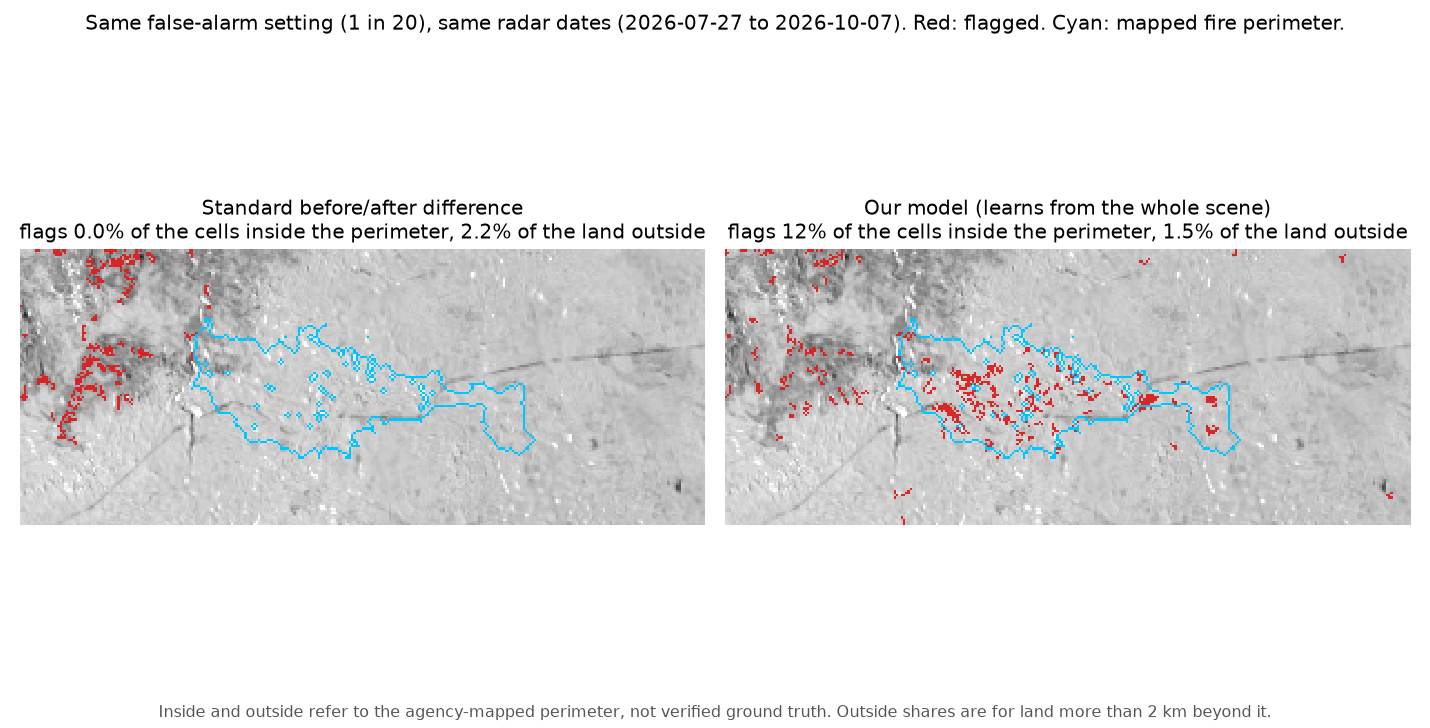 Same false-alarm setting (1 in 20), same radar dates (2026-07-27 to 2026-10-07). Red: flagged. Cyan: mapped fire perimeter.
Standard before/after difference
flags 0.0% of the cells inside the perimeter, 2.2% of the land outside
Our model (learns from the whole scene)
flags 12% of the cells inside the perimeter, 1.5% of the land outside
Inside and outside refer to the agency-mapped perimeter, not verified ground truth. Outside shares are for land more than 2 km beyond it.